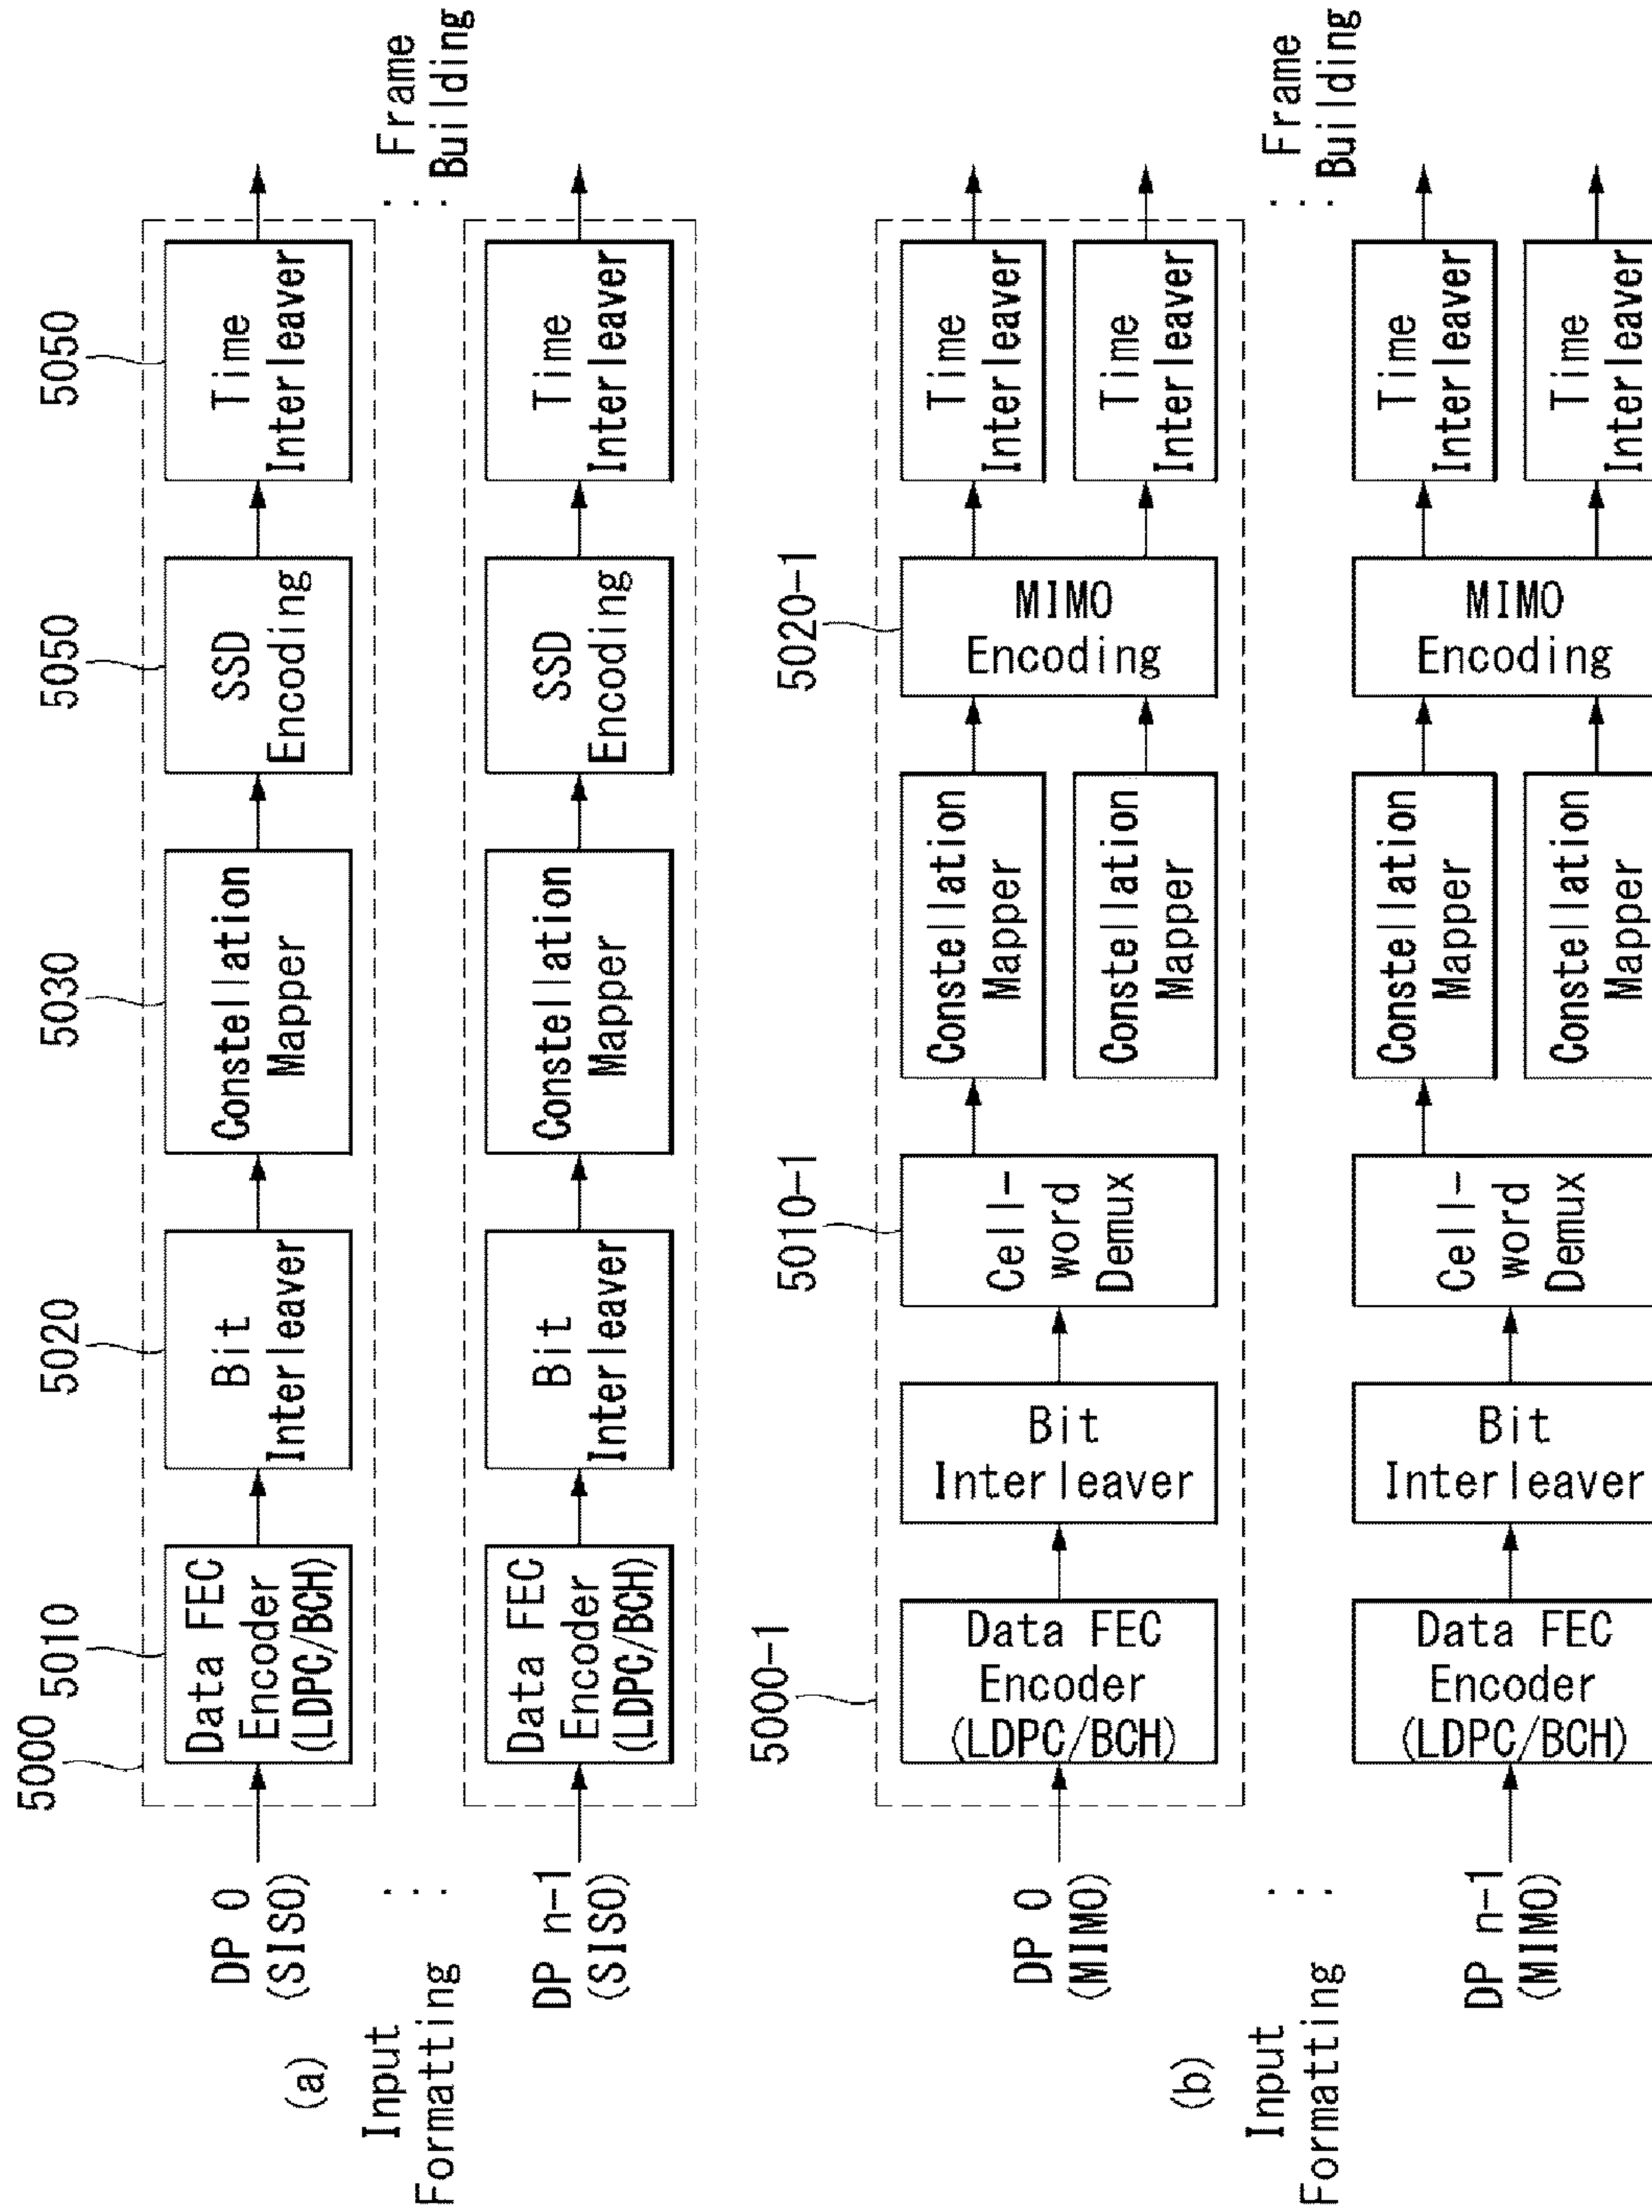 5000
5010
5020
5030
5050
5050
(a)
DP 0
(SISO)
Data FEC
Encoder
(LDPC/BCH)
Bit
Interleaver
Constellation
Mapper
SSD
Encoding
Time
Interleaver
Input
Formatting
⋮
⋮
Frame
Building
DP n-1
(SISO)
Data FEC
Encoder
(LDPC/BCH)
Bit
Interleaver
Constellation
Mapper
SSD
Encoding
Time
Interleaver
5000-1
5010-1
5020-1
(b)
DP 0
(MIMO)
Data FEC
Encoder
(LDPC/BCH)
Bit
Interleaver
Cell-
word
Demux
Constellation
Mapper
Constellation
Mapper
MIMO
Encoding
Time
Interleaver
Time
Interleaver
Input
Formatting
⋮
⋮
Frame
Building
DP n-1
(MIMO)
Data FEC
Encoder
(LDPC/BCH)
Bit
Interleaver
Cell-
word
Demux
Constellation
Mapper
Constellation
Mapper
MIMO
Encoding
Time
Interleaver
Time
Interleaver